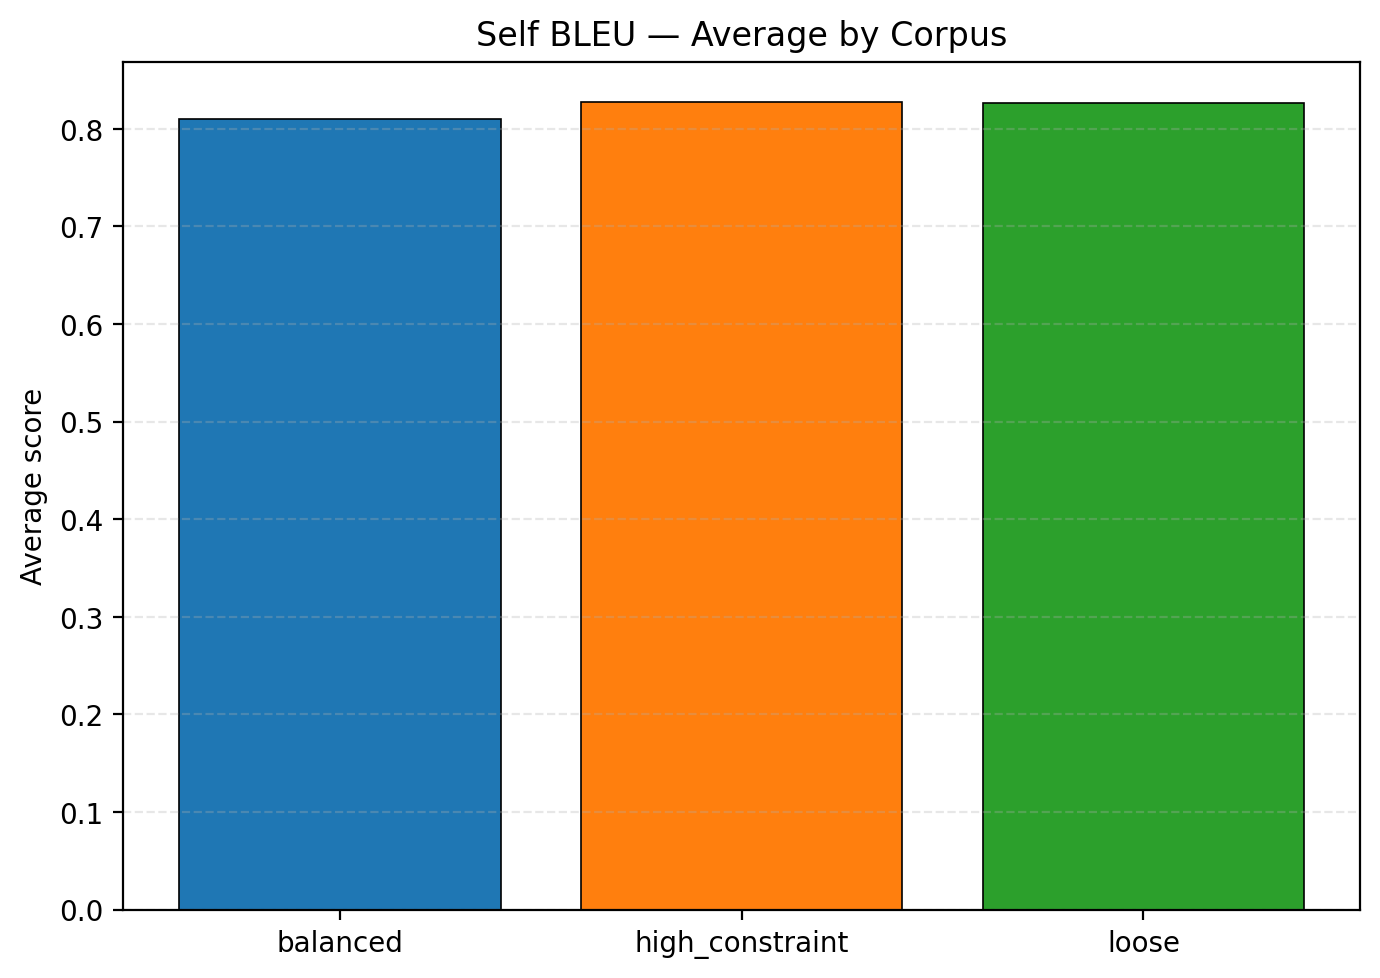 Self BLEU — Average by Corpus
Average score
0.8
0.7
0.6
0.5
0.4
0.3
0.2
0.1
0.0
balanced
high_constraint
loose